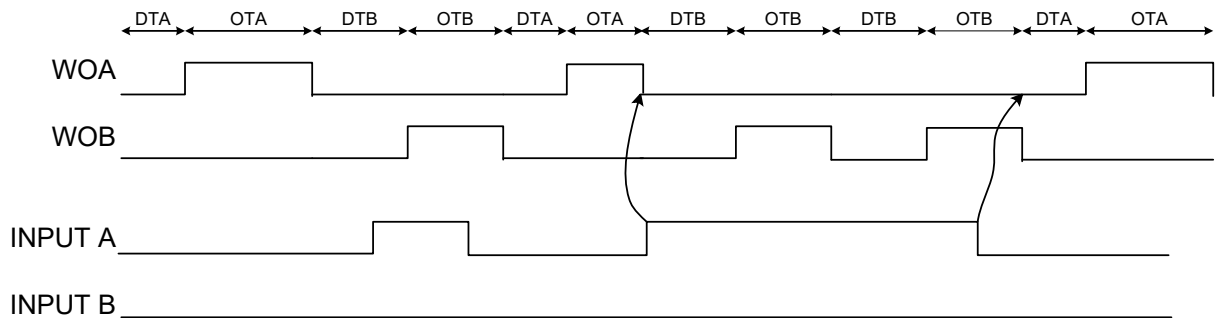 DTA OTA DTB OTB DTA OTA DTB OTB DTB OTB DTA OTA
WOA
WOB
INPUT A
INPUT B